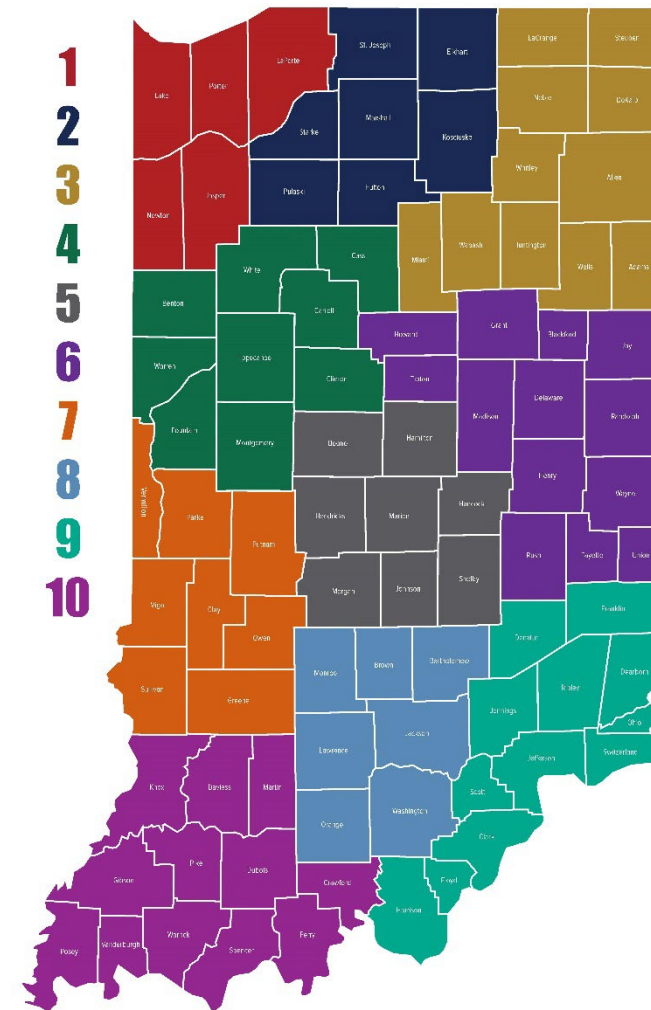 1
2
3
4
5
6
7
8
9
10
Lake
Porter
LaPorte
St. Joseph
Elkhart
LaGrange
Steuben
Noble
DeKalb
Starke
Marshall
Kosciusko
Whitley
Allen
Newton
Jasper
Pulaski
Fulton
Miami
Wabash
Huntington
Wells
Adams
White
Cass
Benton
Carroll
Howard
Grant
Blackford
Jay
Warren
Tippecanoe
Clinton
Tipton
Madison
Delaware
Randolph
Fountain
Montgomery
Boone
Hamilton
Henry
Wayne
Vermillion
Parke
Putnam
Hendricks
Marion
Hancock
Rush
Fayette
Union
Vigo
Clay
Owen
Morgan
Johnson
Shelby
Franklin
Decatur
Sullivan
Greene
Monroe
Brown
Bartholomew
Jennings
Ripley
Dearborn
Ohio
Lawrence
Jackson
Jefferson
Switzerland
Knox
Daviess
Martin
Orange
Washington
Scott
Clark
Gibson
Pike
Dubois
Crawford
Harrison
Floyd
Posey
Vanderburgh
Warrick
Spencer
Perry